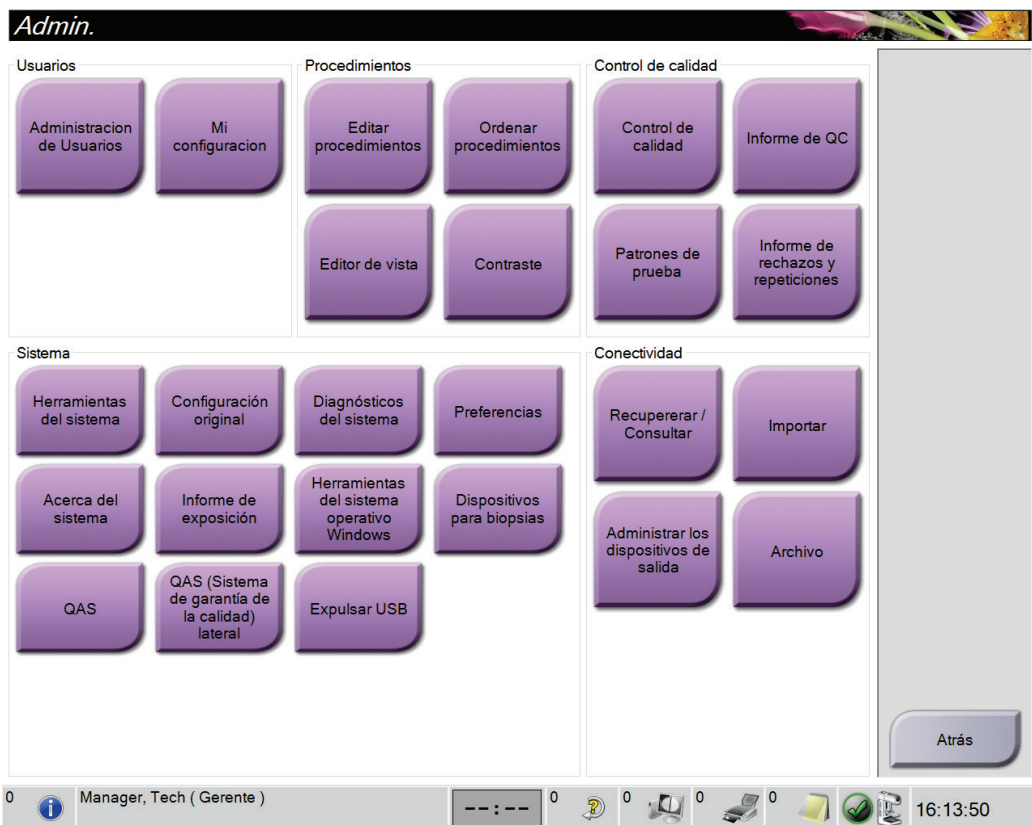 Admin.
Usuarios
Administracion
de Usuarios
Mi
configuracion
Procedimientos
Editar
procedimientos
Ordenar
procedimientos
Editor de vista
Contraste
Control de calidad
Control de
calidad
Informe de QC
Patrones de
prueba
Informe de
rechazos y
repeticiones
Sistema
Herramientas
del sistema
Configuración
original
Diagnósticos
del sistema
Preferencias
Acerca del
sistema
Informe de
exposición
Herramientas
del sistema
operativo
Windows
Dispositivos
para biopsias
QAS
QAS (Sistema
de garantía de
la calidad)
lateral
Expulsar USB
Conectividad
Recupererar /
Consultar
Importar
Administrar los
dispositivos de
salida
Archivo
Atrás
0
Manager, Tech ( Gerente )
--:--
0
0
0
0
16:13:50